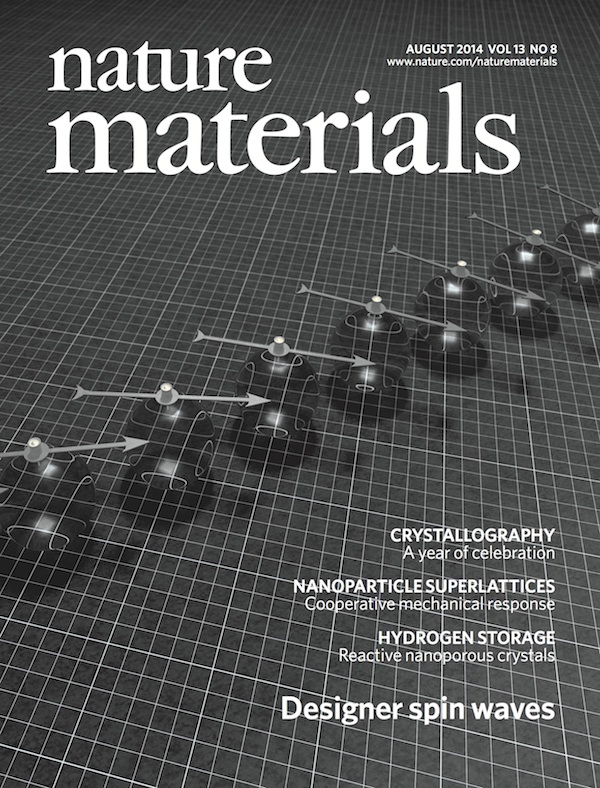 nature
materials
AUGUST 2014 VOL 13 NO 8
www.nature.com/naturematerials
CRYSTALLOGRAPHY
A year of celebration
NANOPARTICLE SUPERLATTICES
Cooperative mechanical response
HYDROGEN STORAGE
Reactive nanoporous crystals
Designer spin waves